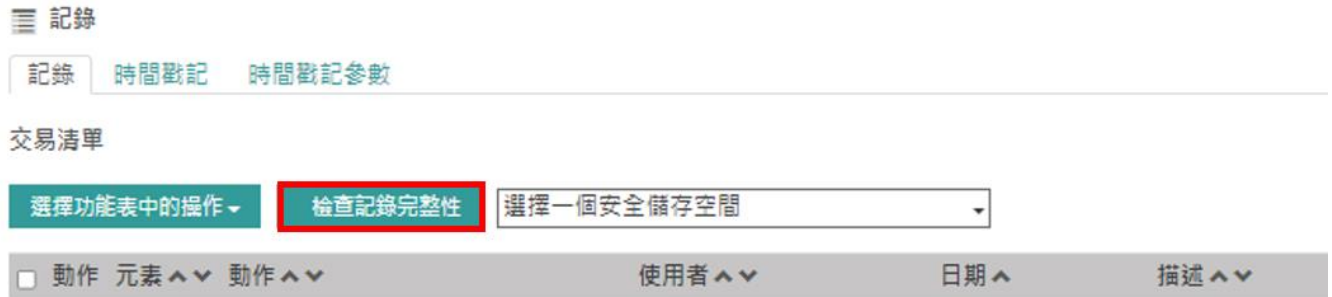 記錄
記錄 時間戳記 時間戳記參數
交易清單
選擇功能表中的操作 檢查記錄完整性 選擇一個安全儲存空間
動作 元素 動作 使用者 日期 描述